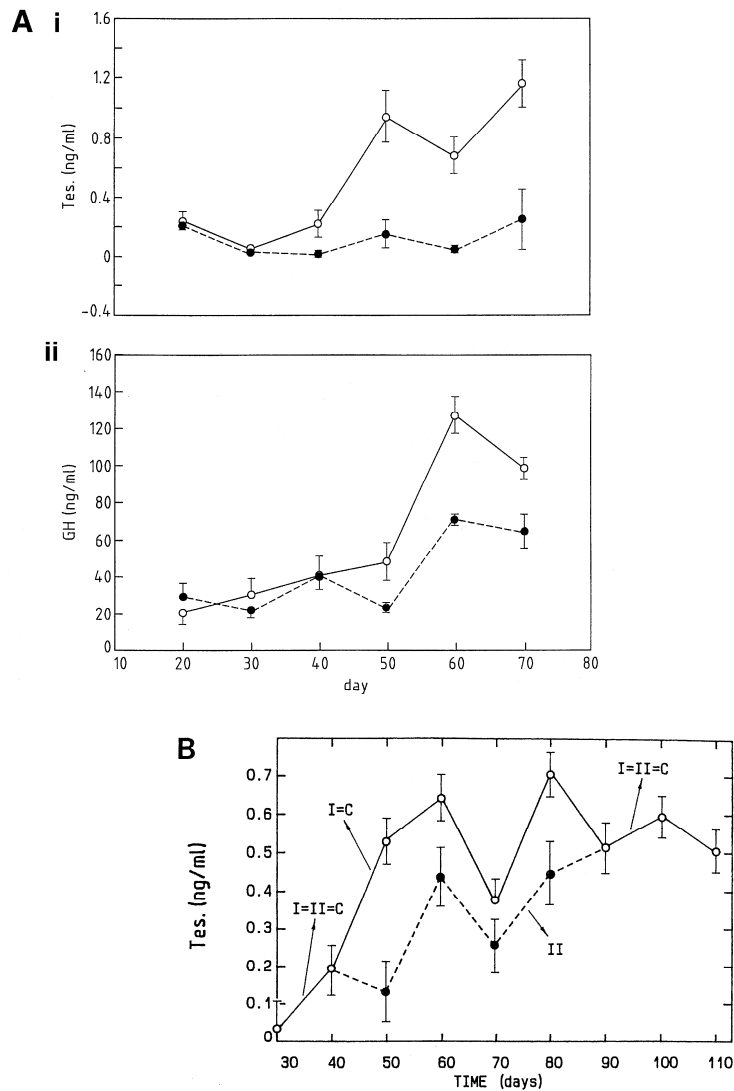 A i
1.6
1.2
0.8
0.4
0
-0.4
Tes. (ng/ml)
ii
160
140
120
100
80
60
40
20
0
GH (ng/ml)
10 20 30 40 50 60 70 80
day
B
0.7
0.6
0.5
0.4
0.3
0.2
0.1
0
Tes. (ng/ml)
I=II=C
I=C
I=II=C
II
30 40 50 60 70 80 90 100 110
TIME (days)